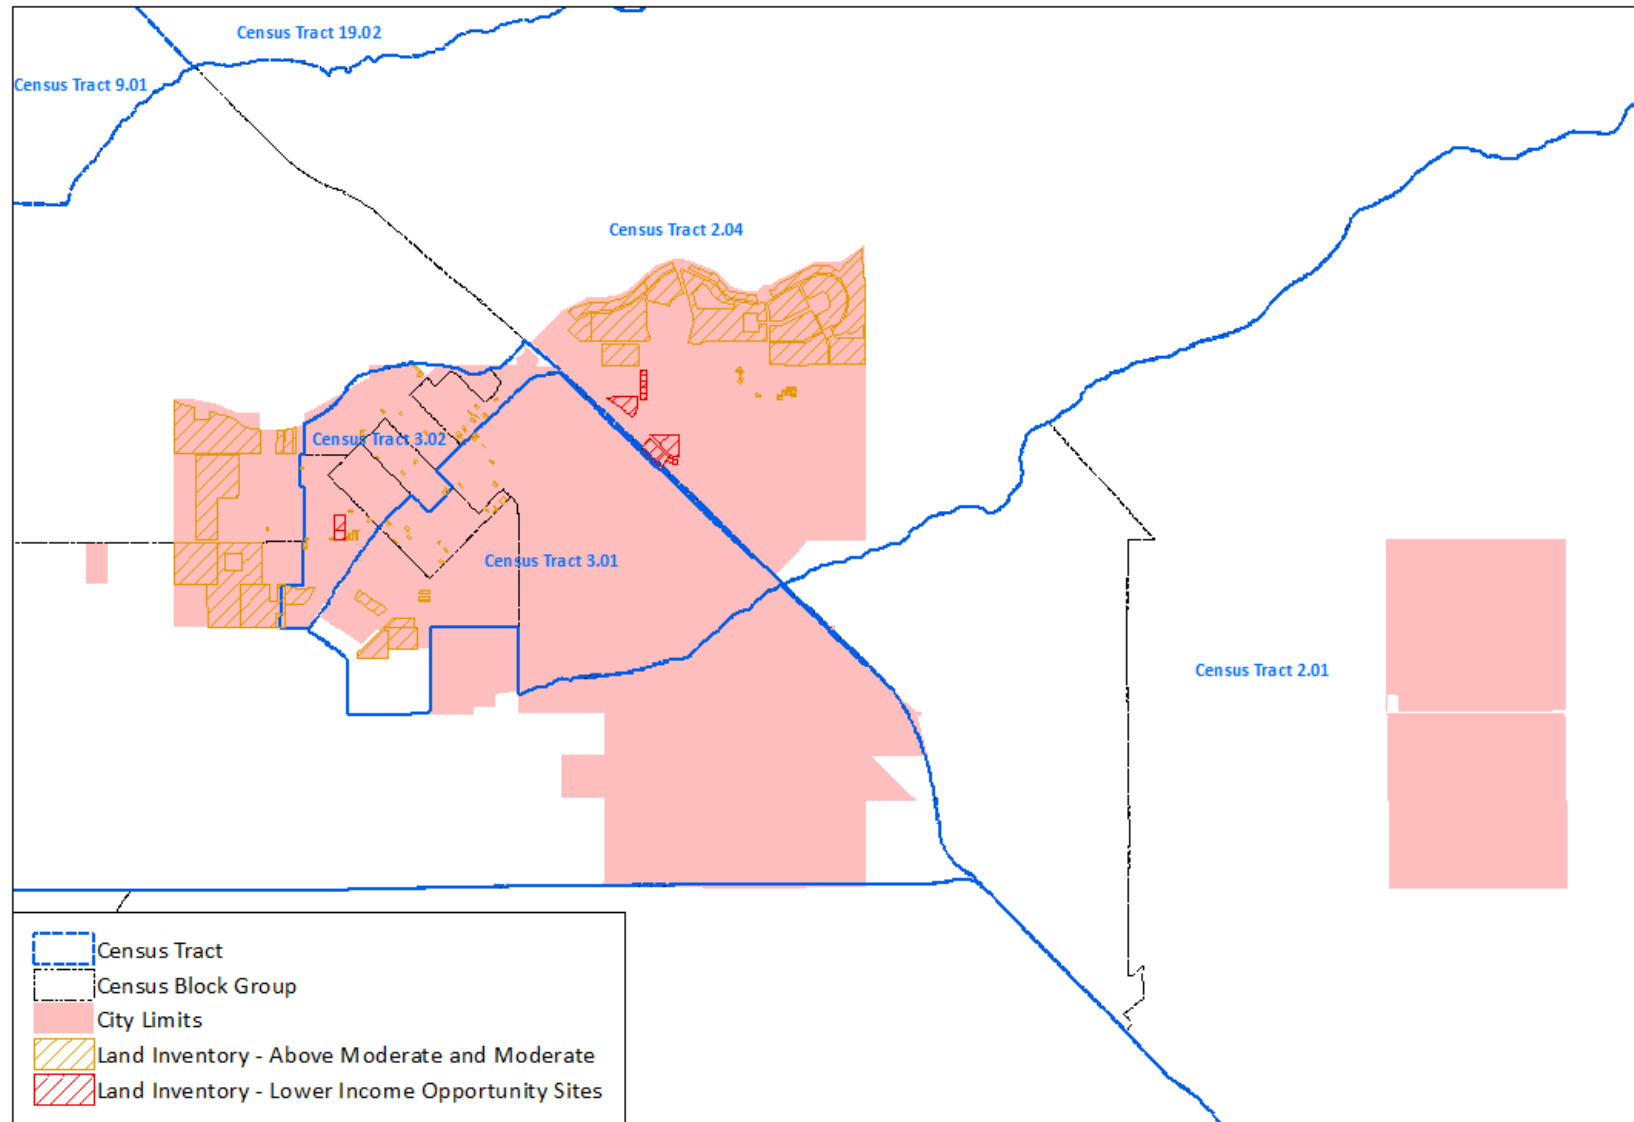 Census Tract 19.02
Census Tract 9.01
Census Tract 2.04
Census Tract 3.02
Census Tract 3.01
Census Tract 2.01
Census Tract
Census Block Group
City Limits
Land Inventory - Above Moderate and Moderate
Land Inventory - Lower Income Opportunity Sites